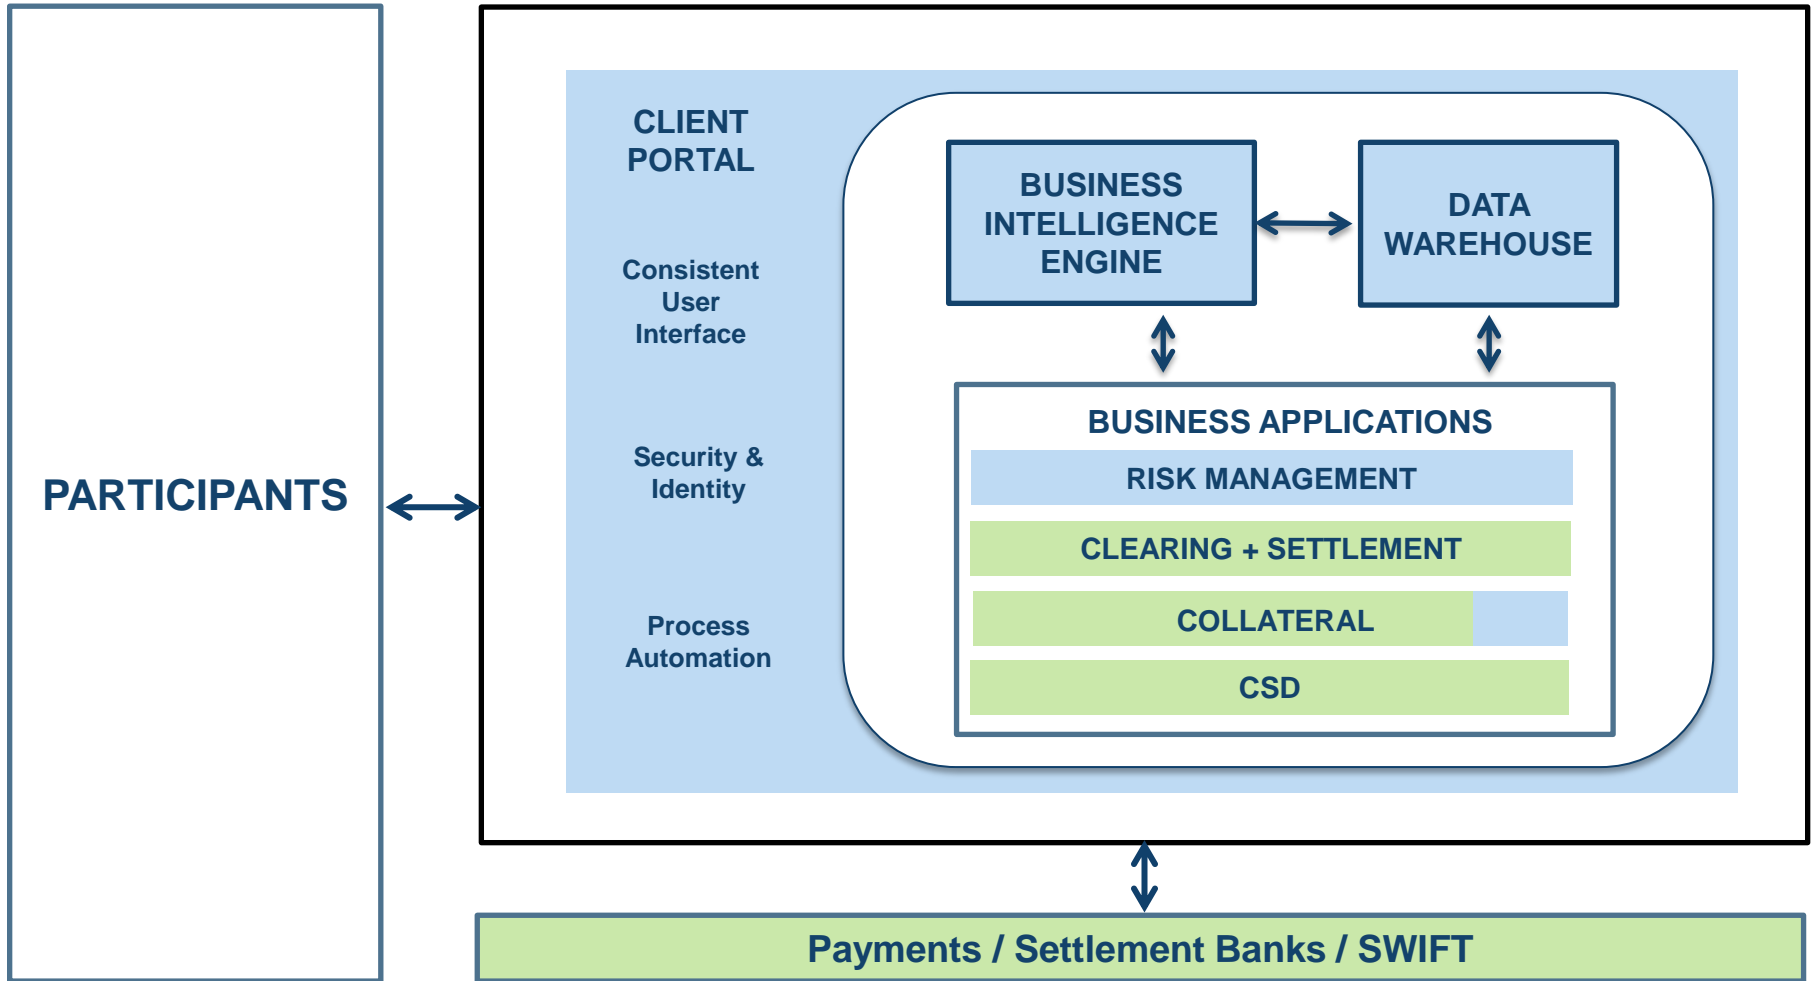 PARTICIPANTS
CLIENT
PORTAL
Consistent
User
Interface
Security &
Identity
Process
Automation
BUSINESS
INTELLIGENCE
ENGINE
DATA
WAREHOUSE
BUSINESS APPLICATIONS
RISK MANAGEMENT
CLEARING + SETTLEMENT
COLLATERAL
CSD
Payments / Settlement Banks / SWIFT